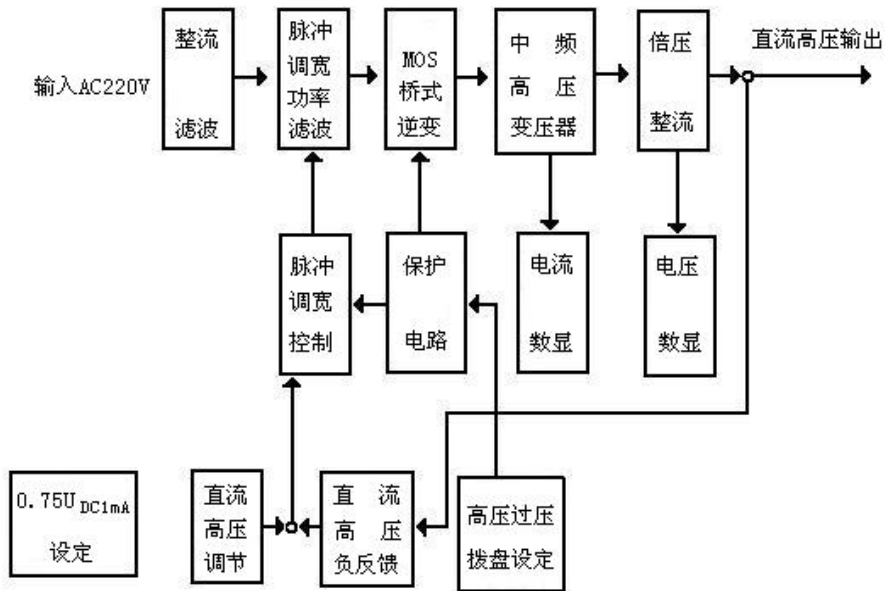 输入AC220V
整流
滤波
脉冲
调宽
功率
滤波
MOS
桥式
逆变
中 频
高 压
变压器
倍压
整流
直流高压输出
脉冲
调宽
控制
保护
电路
电流
数显
电压
数显
0.75U DC1mA
设定
直流
高压
调节
直 流
高 压
负反馈
高压过压
拨盘设定